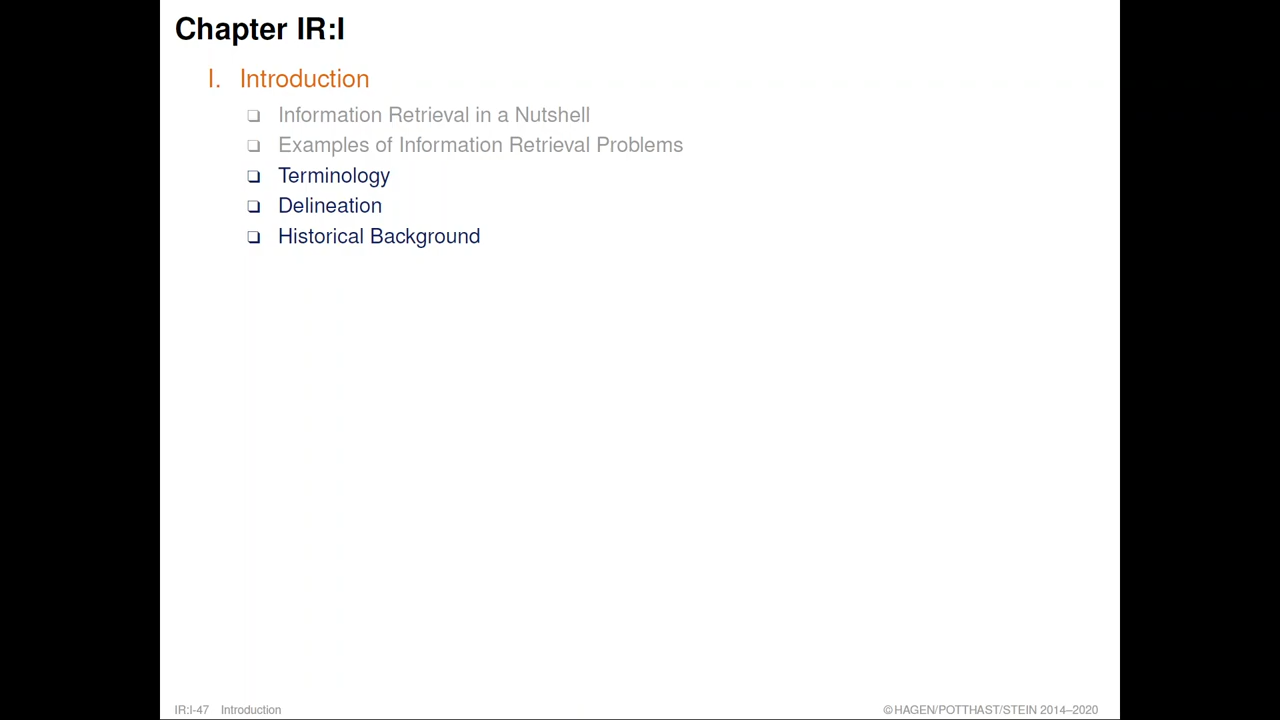 Chapter IR:I
I. Introduction
❏ Information Retrieval in a Nutshell
❏ Examples of Information Retrieval Problems
❏ Terminology
❏ Delineation
❏ Historical Background
IR:I-47 Introduction
©HAGEN/POTTHAST/STEIN 2014–2020